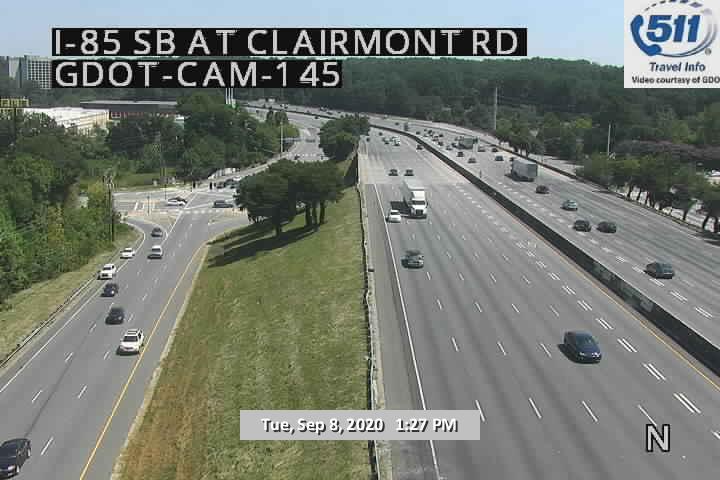 I-85 SB AT CLAIRMONT RD
GDOT-CAM-145
511
Travel Info
Video courtesy of GDO
Tue, Sep 8, 2020 1:27 PM
N